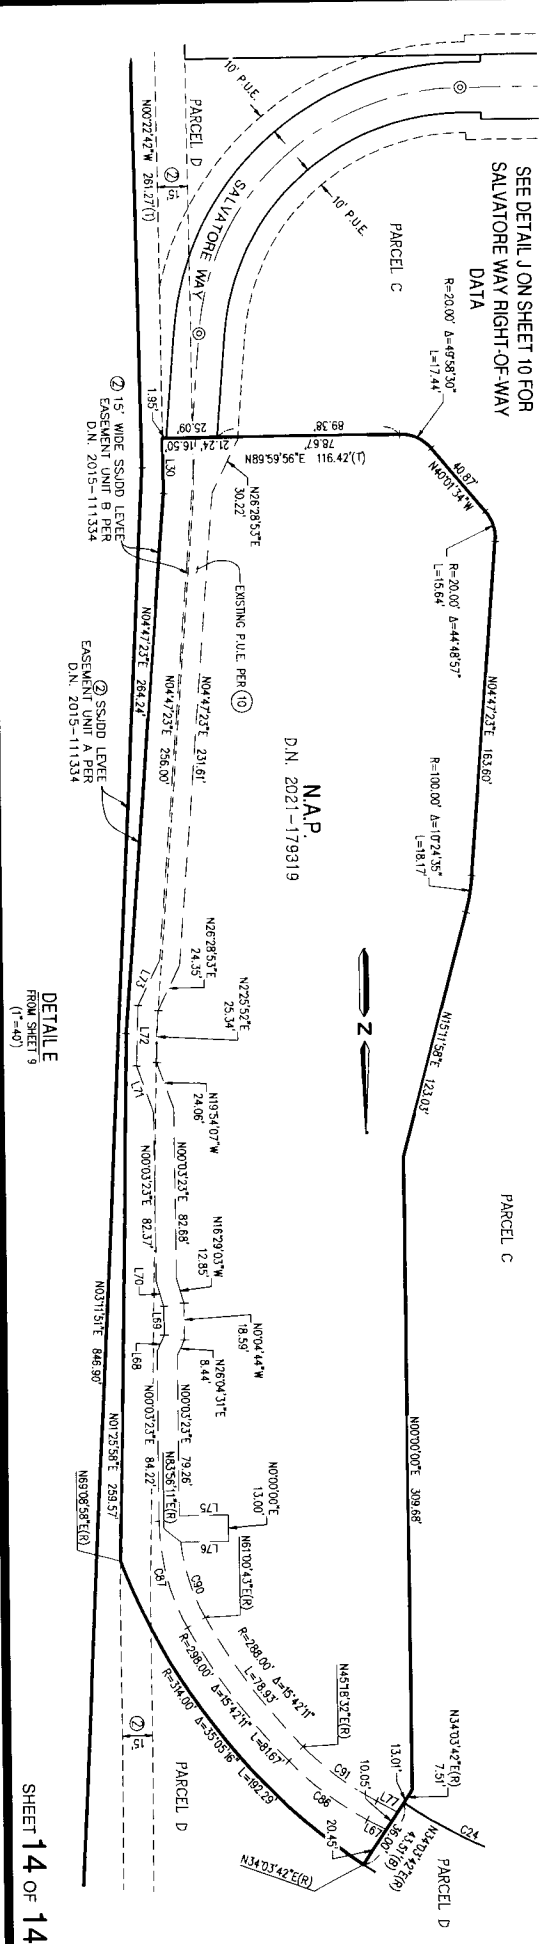 SEE DETAIL J ON SHEET 10 FOR
SALVATORE WAY RIGHT-OF-WAY
DATA
10' P.U.E.
10' P.U.E.
SALVATORE WAY
PARCEL D
PARCEL C
N00°22'42"W 261.27'(T)
② 15'
R=20.00' Δ=49°58'30"
L=17.44'
40.87'
N40°01'34"W
R=20.00' Δ=44°48'57"
L=15.64'
N04°47'23"E 163.60'
R=100.00' Δ=10°24'35"
L=18.17'
N15°11'58"E 123.03'
PARCEL C
N00°00'00"E 309.68'
89.38'
78.67'
N89°59'56"E 116.42'(T)
21.24'
16.50'
25.09'
1.95'
L30
N26°28'53"E
30.22'
EXISTING P.U.E. PER ⑩
② 15' WIDE SSJDD LEVEE
EASEMENT UNIT B PER
D.N. 2015-111334
N04°47'23"E 264.24'
N04°47'23"E 256.00'
N04°47'23"E 231.61'
② SSJDD LEVEE
EASEMENT UNIT A PER
D.N. 2015-111334
N.A.P.
D.N. 2021-179319
Z
N26°28'53"E
24.35'
N2°25'52"E
25.34'
N19°54'07"W
24.06'
L73
L72
L71
N00°03'23"E 82.68'
N00°03'23"E 82.37'
N16°29'03"W
12.85'
N0°04'44"W
18.59'
N26°04'31"E
8.44'
L70
L69
L68
N00°03'23"E 79.26'
N00°03'23"E 84.22'
N83°56'11"E(R)
N0°00'00"E
13.00'
L75
L76
N61°00'43"E(R)
C87
C90
R=288.00' Δ=15°42'11"
L=78.93'
R=298.00' Δ=15°42'11" L=81.67'
R=314.00' Δ=35°05'16" L=192.29'
N45°18'32"E(R)
C91
C86
L77
L67
13.01'
10.05'
20.45'
N34°03'42"E(R)
7.51'
N34°03'42"E(R)
43.51'(B)
36.00'
C24
PARCEL D
N34°03'42"E(R)
N03°11'51"E 846.90'
N01°25'58"E 259.57'
N69°08'58"E(R)
② 15'
PARCEL D
DETAIL E
FROM SHEET 9
(1"=40')
SHEET 14 OF 14